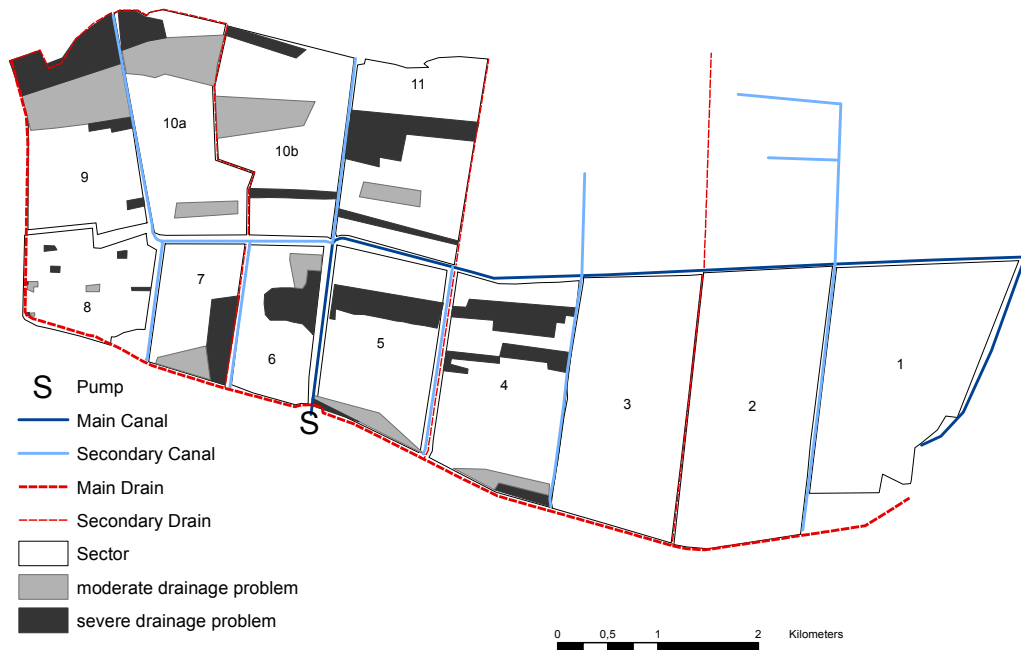 11
10a
10b
9
7
8
6
5
4
3
2
1
S
S Pump
Main Canal
Secondary Canal
Main Drain
Secondary Drain
Sector
moderate drainage problem
severe drainage problem
0 0,5 1 2 Kilometers